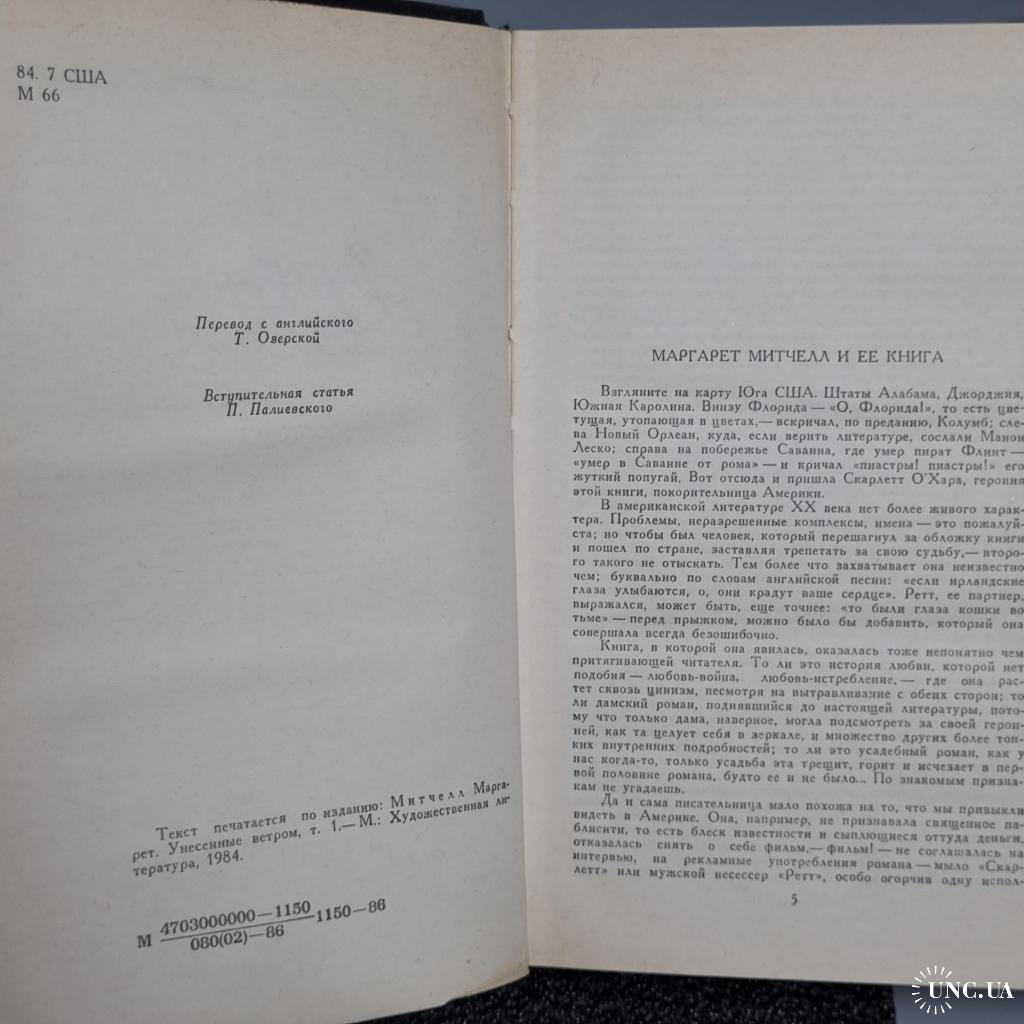 84. 7 США
М 66
Перевод с английского
Т. Озерской
Вступительная статья
П. Палиевского
Текст печатается по изданию: Митчелл Марга-
рет. Унесенные ветром, т. 1.— М.: Художественная ли-
тература, 1984.
М 4703000000—1150
080(02)—86
1150—86
МАРГАРЕТ МИТЧЕЛЛ И ЕЕ КНИГА
Взгляните на карту Юга США. Штаты Алабама, Джорджия,
Южная Каролина. Внизу Флорида — «О, Флорида!», то есть цве-
тущая, утопающая в цветах,— вскричал, по преданию, Колумб; сле-
ва Новый Орлеан, куда, если верить литературе, сослали Манон
Леско; справа на побережье Саванна, где умер пират Флинт —
«умер в Саванне от рома» — и кричал «пиастры! пиастры!» его
жуткий попугай. Вот отсюда и пришла Скарлетт О'Хара, героиня
этой книги, покорительница Америки.
В американской литературе XX века нет более живого харак-
тера. Проблемы, неразрешенные комплексы, имена — это пожалуй-
ста; но чтобы был человек, который перешагнул за обложку книги
и пошел по стране, заставляя трепетать за свою судьбу,— второ-
го такого не отыскать. Тем более что захватывает она неизвестно
чем; буквально по словам английской песни: «если ирландские
глаза улыбаются, о, они крадут ваше сердце». Ретт, ее партнер,
выражался, может быть, еще точнее: «то были глаза кошки во
тьме» — перед прыжком, можно было бы добавить, который она
совершала всегда безошибочно.
Книга, в которой она явилась, оказалась тоже непонятно чем
притягивающей читателя. То ли это история любви, которой нет
подобия — любовь-война, любовь-истребление,— где она рас-
тет сквозь цинизм, несмотря на вытравливание с обеих сторон; то
ли дамский роман, поднявшийся до настоящей литературы, пото-
му что только дама, наверное, могла подсмотреть за своей герои-
ней, как та целует себя в зеркале, и множество других более тон-
ких внутренних подробностей; то ли это усадебный роман, как у
нас когда-то, только усадьба эта трещит, горит и исчезает в пер-
вой половине романа, будто ее и не было... По знакомым призна-
кам не угадаешь.
Да и сама писательница мало похожа на то, что мы привыкли
видеть в Америке. Она, например, не признавала священное па-
блисити, то есть блеск известности и сыплющиеся оттуда деньги,
отказалась снять о себе фильм,— фильм! — не соглашалась на
интервью, на рекламные употребления романа — мыло «Скар-
летт» или мужской несессер «Ретт», особо огорчив одну испол-
5
UNC.UA